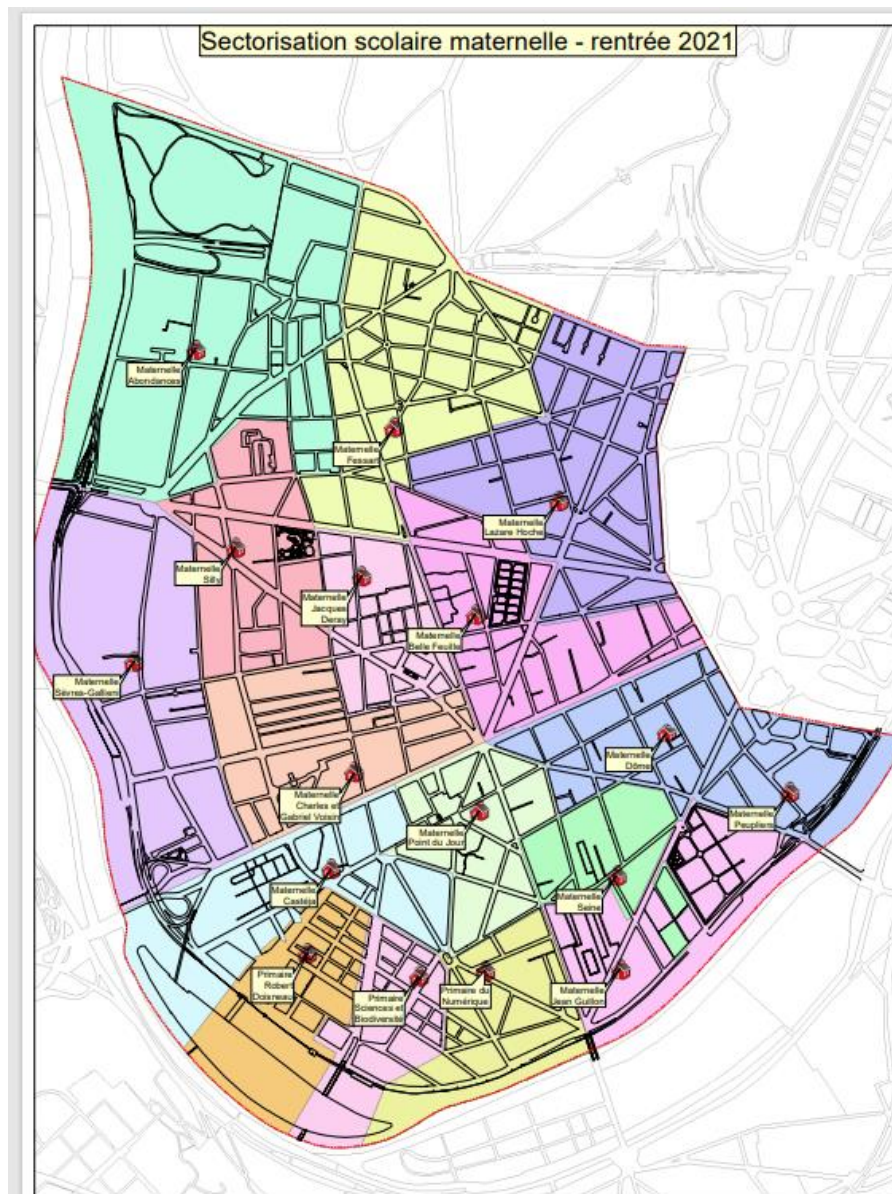 Sectorisation scolaire maternelle - rentrée 2021
Maternelle
Abondances
Maternelle
Fessart
Maternelle
Lazare Hoche
Maternelle
Silly
Maternelle
Jacques
Deray
Maternelle
Belle Feuille
Maternelle
Sèvres-Gallieni
Maternelle
Dôme
Maternelle
Charles et
Gabriel Voisin
Maternelle
Peupliers
Maternelle
Point du Jour
Maternelle
Castéja
Maternelle
Seine
Primaire
Robert
Doisneau
Primaire
Sciences et
Biodiversité
Primaire du
Numérique
Maternelle
Jean Guillon